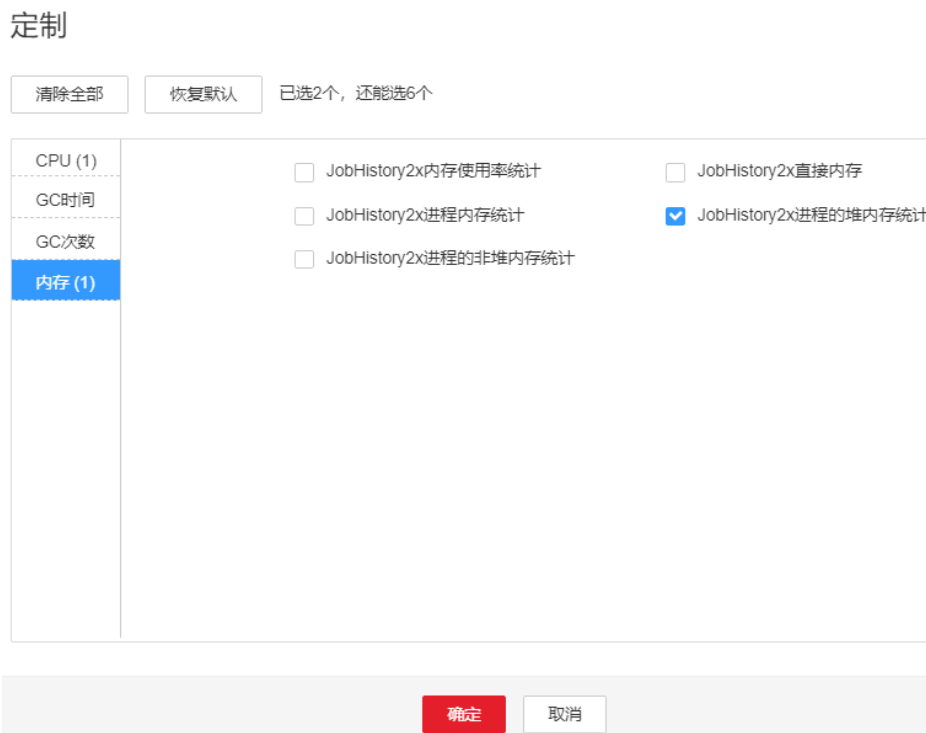 定制
清除全部 恢复默认 已选2个，还能选6个
CPU (1)
GC时间
GC次数
内存 (1)
JobHistory2x内存使用率统计 JobHistory2x直接内存
JobHistory2x进程内存统计 JobHistory2x进程的堆内存统计
JobHistory2x进程的非堆内存统计
确定 取消